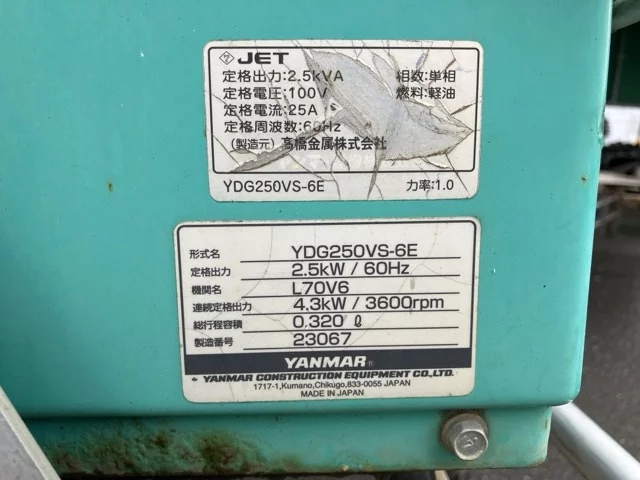 JET
定格出力:2.5kVA 相数:単相
定格電圧:100V 燃料:軽油
定格電流:25A
定格周波数:60Hz
(製造元) 髙橋金属株式会社
YDG250VS-6E 力率:1.0
形式名 YDG250VS-6E
定格出力 2.5kW / 60Hz
機関名 L70V6
連続定格出力 4.3kW / 3600rpm
総行程容積 0.320 ℓ
製造番号 23067
YANMAR®
YANMAR CONSTRUCTION EQUIPMENT CO.,LTD.
1717-1,Kumano,Chikugo,833-0055 JAPAN
MADE IN JAPAN